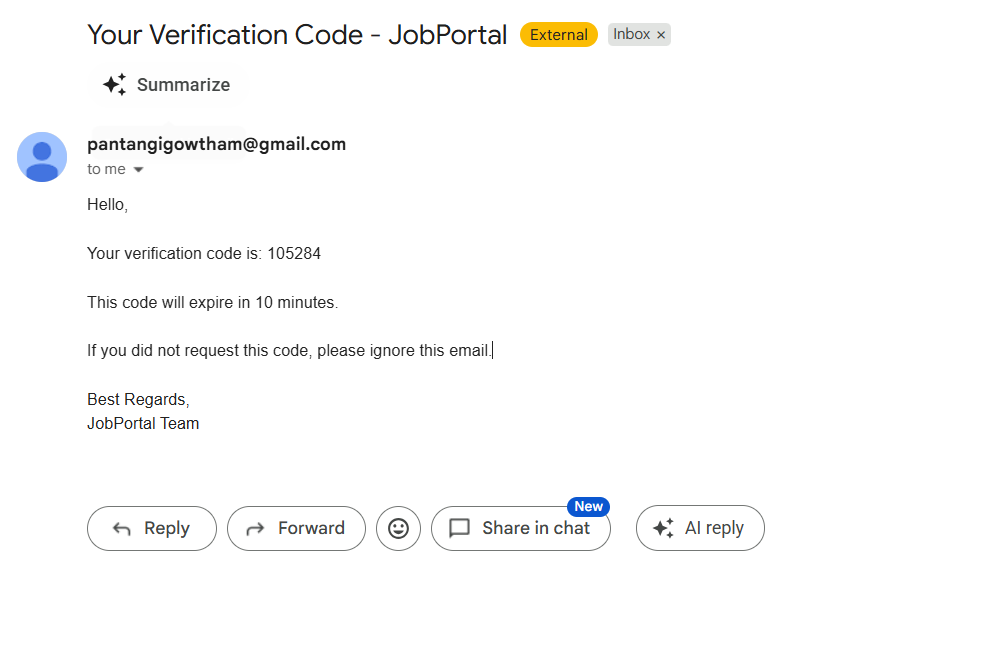 Your Verification Code - JobPortal External Inbox ×
Summarize
pantangigowtham@gmail.com
to me
Hello,
Your verification code is: 105284
This code will expire in 10 minutes.
If you did not request this code, please ignore this email.
Best Regards,
JobPortal Team
New
Reply Forward Share in chat AI reply